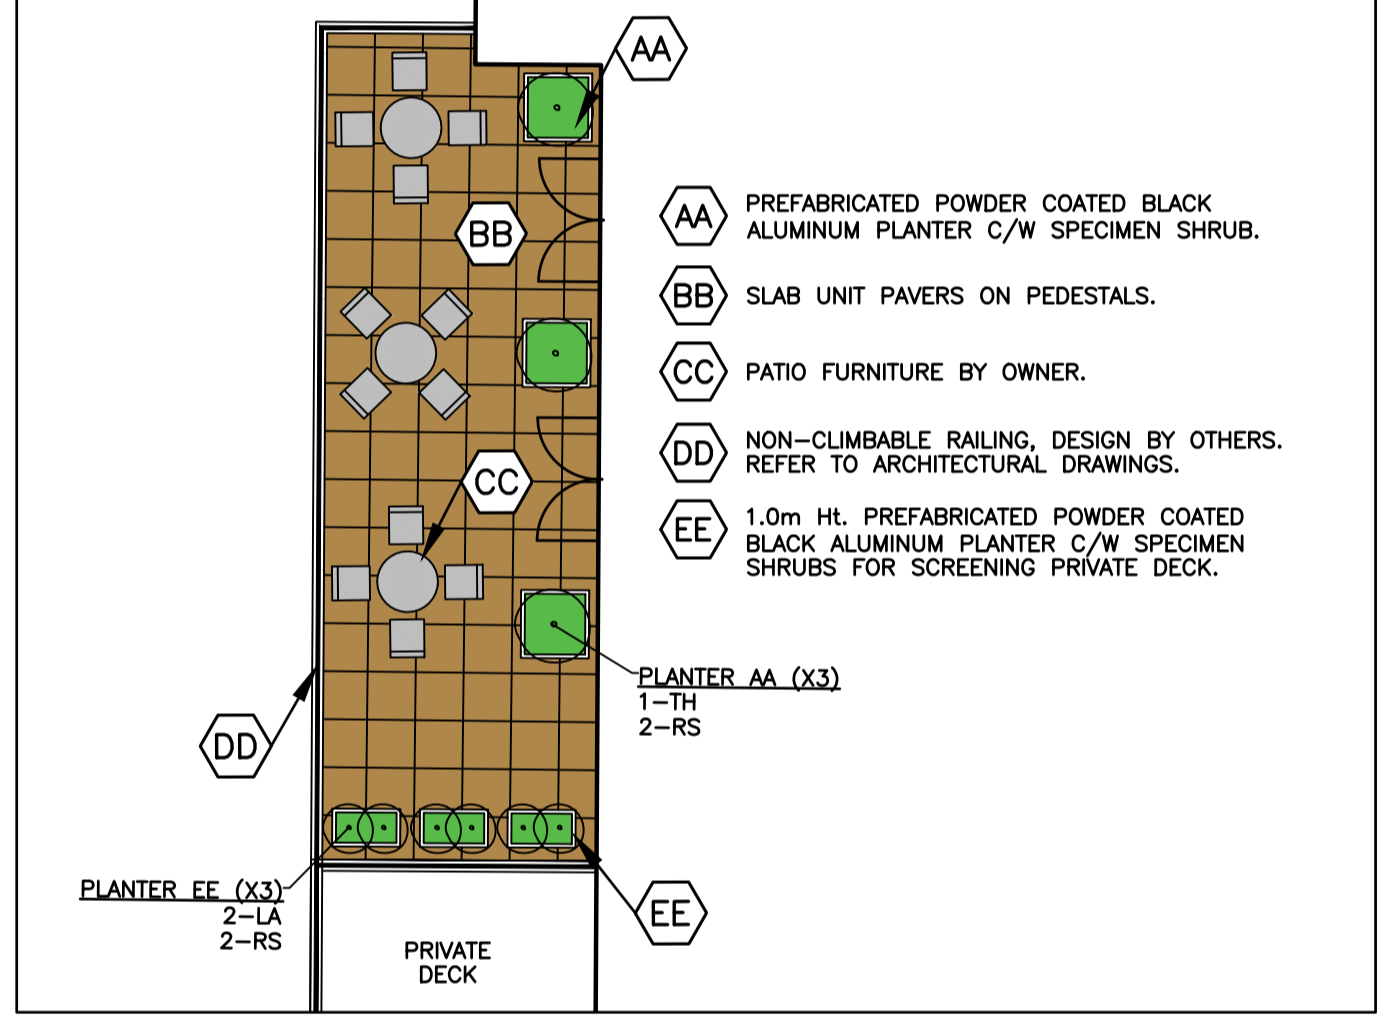 AA
BB
CC
DD
EE
AA PREFABRICATED POWDER COATED BLACK
ALUMINUM PLANTER C/W SPECIMEN SHRUB.
BB SLAB UNIT PAVERS ON PEDESTALS.
CC PATIO FURNITURE BY OWNER.
DD NON-CLIMBABLE RAILING, DESIGN BY OTHERS.
REFER TO ARCHITECTURAL DRAWINGS.
EE 1.0m Ht. PREFABRICATED POWDER COATED
BLACK ALUMINUM PLANTER C/W SPECIMEN
SHRUBS FOR SCREENING PRIVATE DECK.
PLANTER AA (X3)
1-TH
2-RS
PLANTER EE (X3)
2-LA
2-RS
PRIVATE
DECK